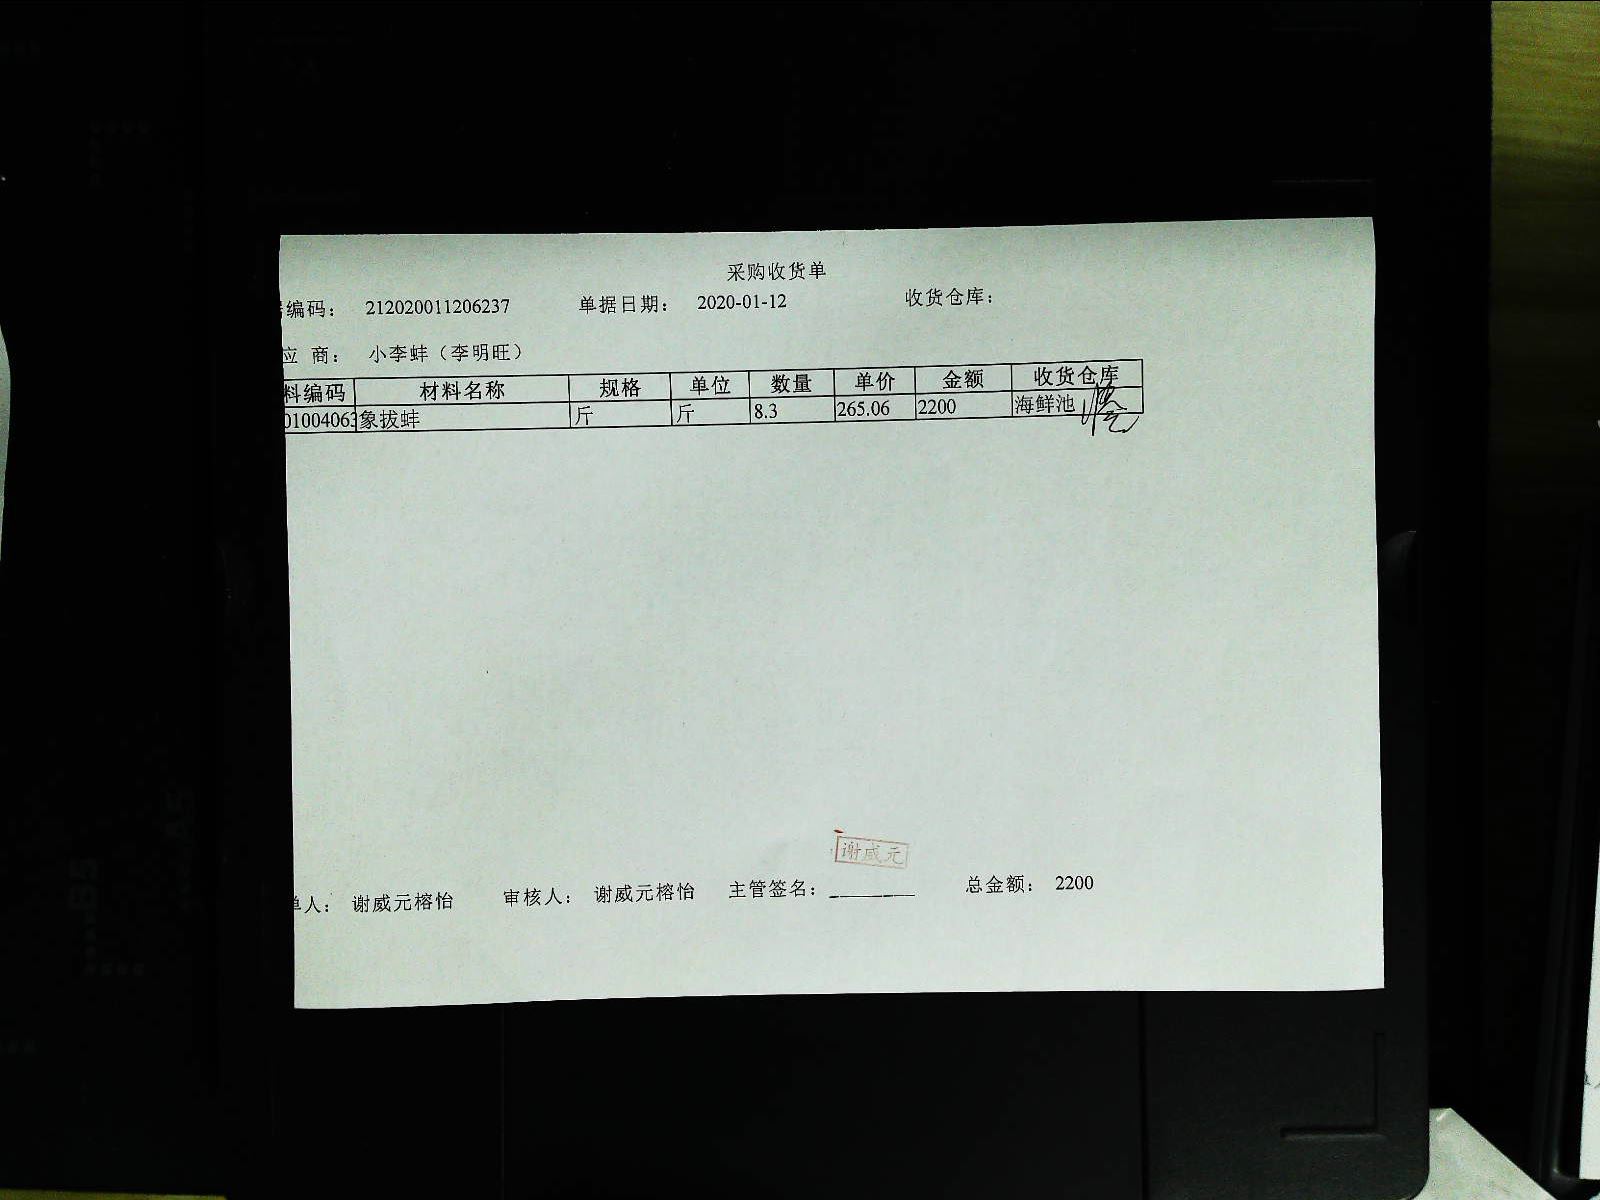 采购收货单
编码: 212020011206237 单据日期: 2020-01-12 收货仓库:
应 商: 小李蚌（李明旺）
料编码 材料名称 规格 单位 数量 单价 金额 收货仓库
01004063 象拔蚌 斤 斤 8.3 265.06 2200 海鲜池
谢威元
单人: 谢威元榕怡 审核人: 谢威元榕怡 主管签名: 总金额: 2200
B5
A5